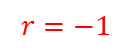 r = −1